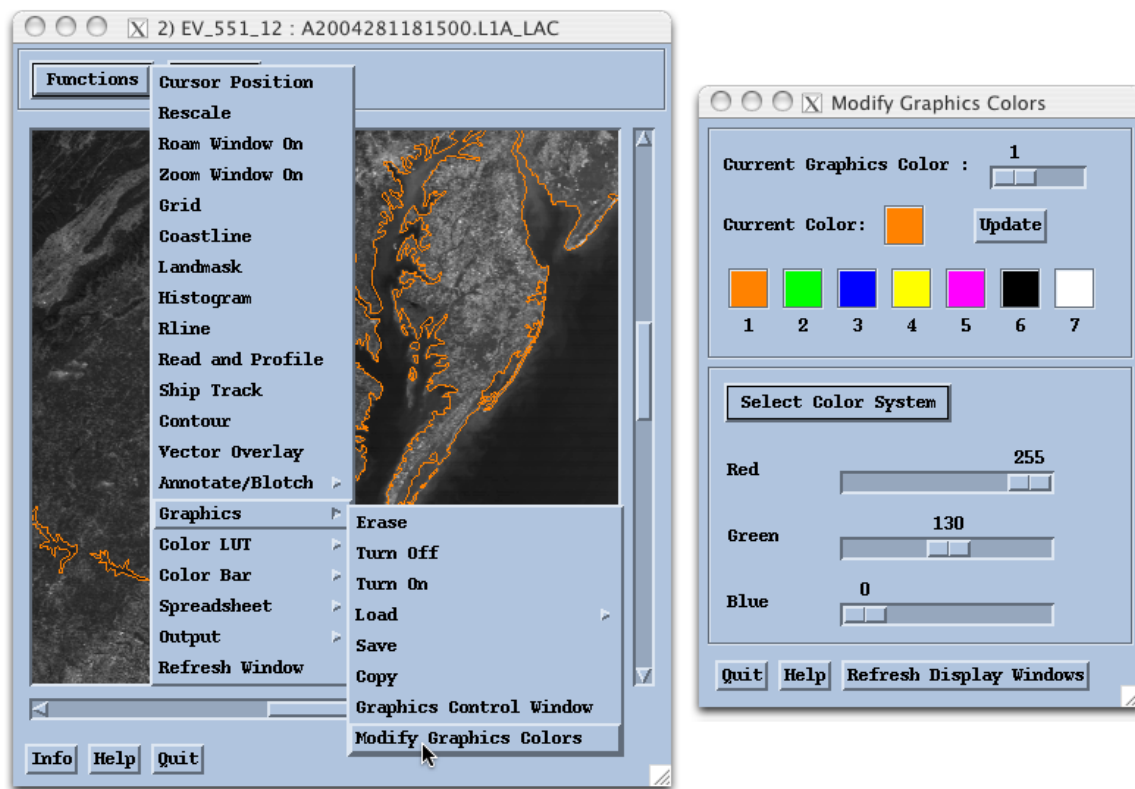 2) EV_551_12 : A2004281181500.L1A_LAC
Functions
Cursor Position
Rescale
Roam Window On
Zoom Window On
Grid
Coastline
Landmask
Histogram
Rline
Read and Profile
Ship Track
Contour
Vector Overlay
Annotate/Blotch
Graphics
Color LUT
Color Bar
Spreadsheet
Output
Refresh Window
Erase
Turn Off
Turn On
Load
Save
Copy
Graphics Control Window
Modify Graphics Colors
Info Help Quit
X Modify Graphics Colors
Current Graphics Color : 1
Current Color: Update
1 2 3 4 5 6 7
Select Color System
Red 255
Green 130
Blue 0
Quit Help Refresh Display Windows